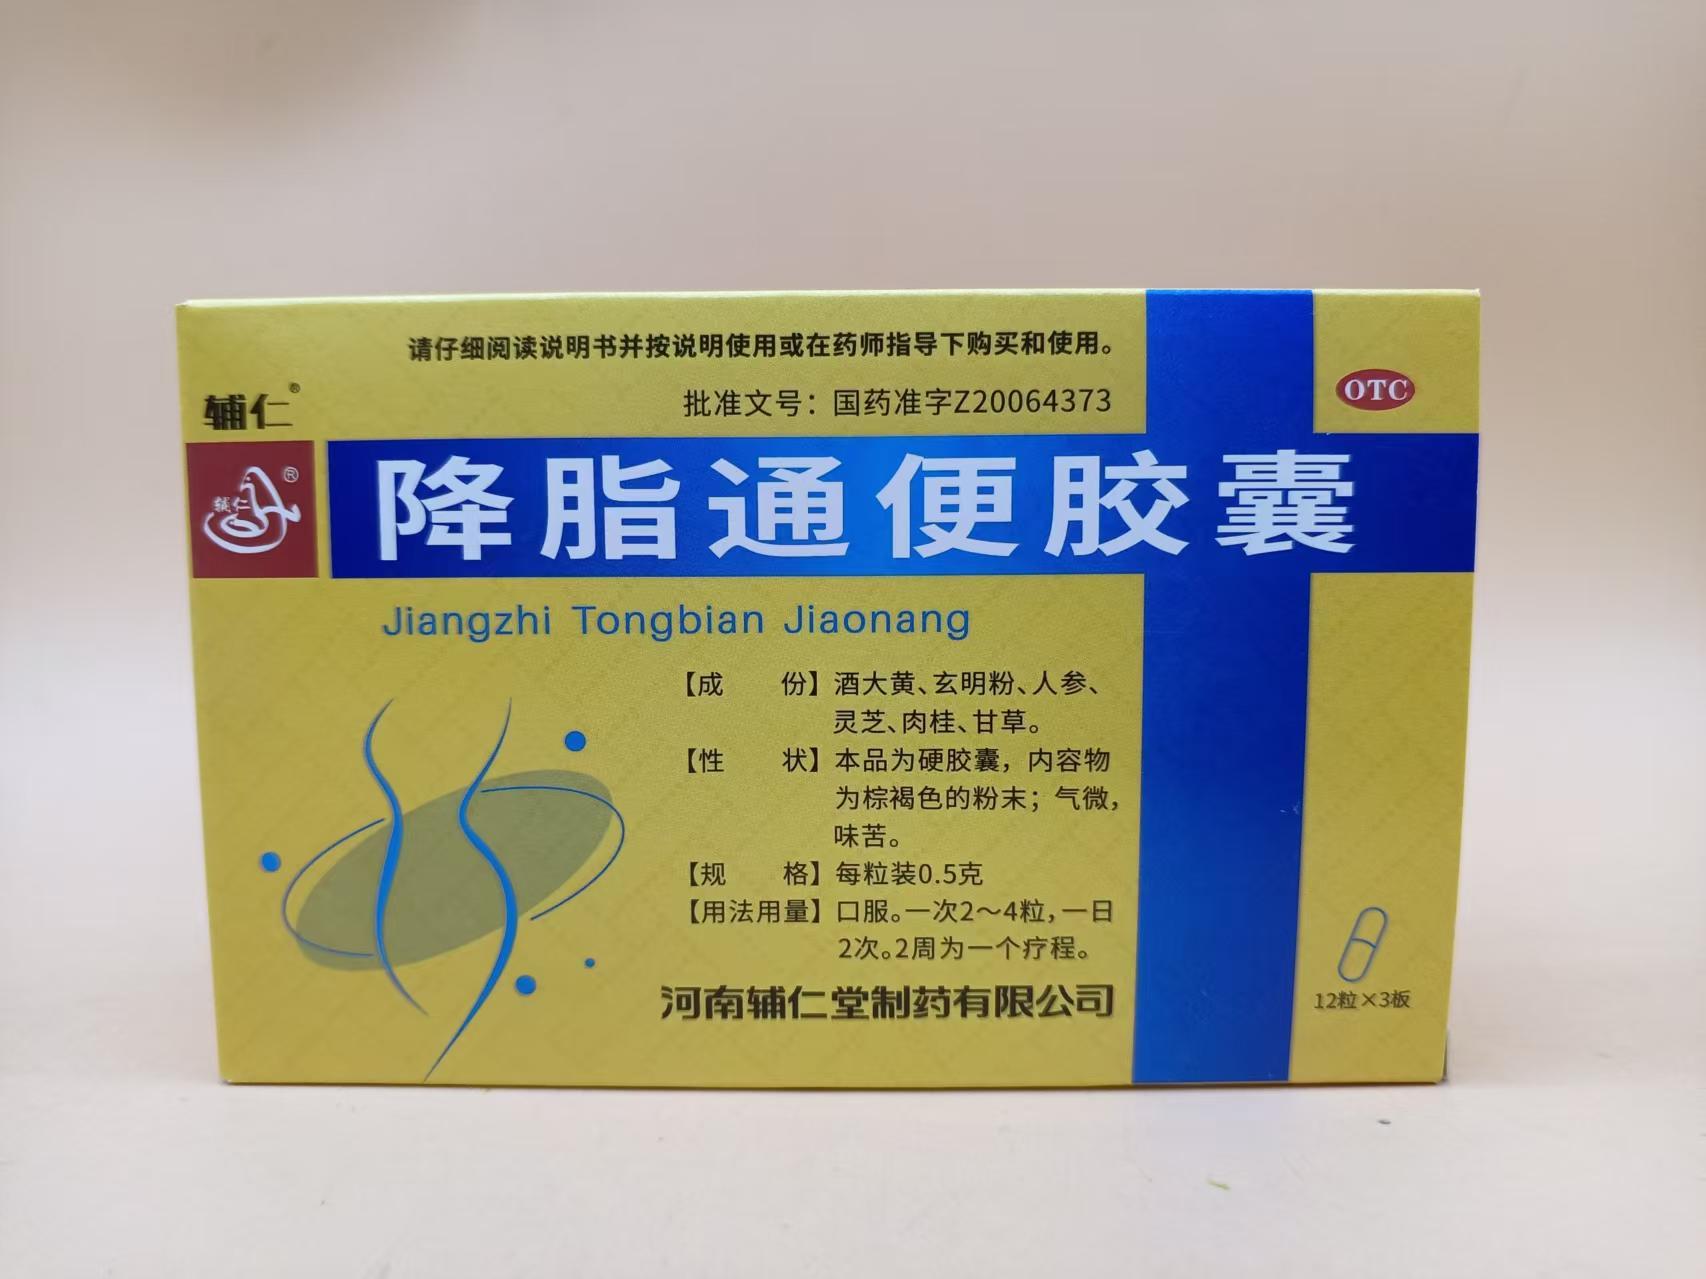 请仔细阅读说明书并按说明使用或在药师指导下购买和使用。
辅仁®
批准文号：国药准字Z20064373
OTC
辅仁®
降脂通便胶囊
Jiangzhi Tongbian Jiaonang
【成　份】酒大黄、玄明粉、人参、
灵芝、肉桂、甘草。
【性　状】本品为硬胶囊，内容物
为棕褐色的粉末；气微，
味苦。
【规　格】每粒装0.5克
【用法用量】口服。一次2～4粒，一日
2次。2周为一个疗程。
河南辅仁堂制药有限公司
12粒×3板